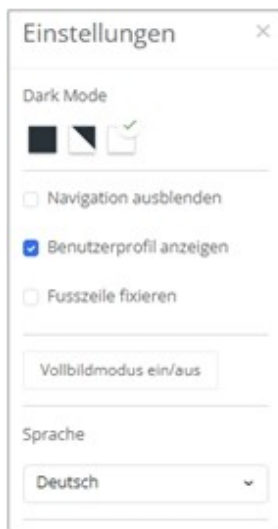 Einstellungen
Dark Mode
Navigation ausblenden
Benutzerprofil anzeigen
Fusszeile fixieren
Vollbildmodus ein/aus
Sprache
Deutsch